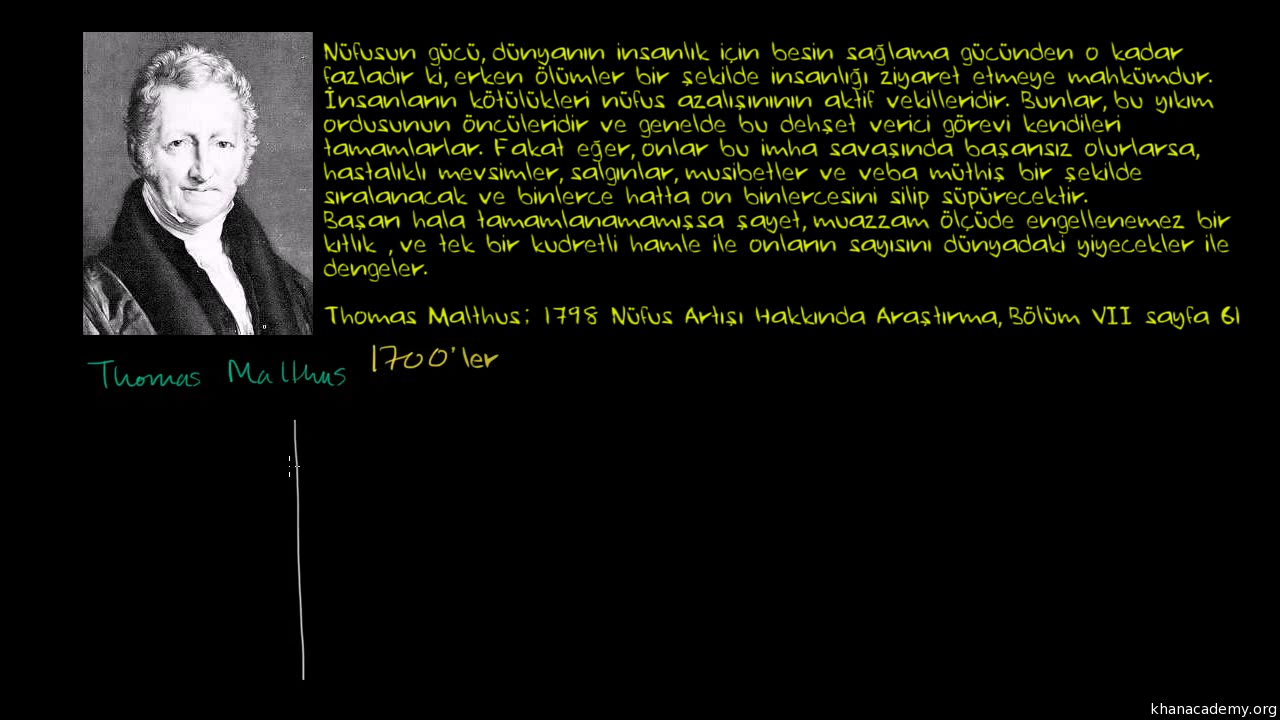 Nüfusun gücü, dünyanın insanlık için besin sağlama gücünden o kadar
fazladır ki, erken ölümler bir şekilde insanlığı ziyaret etmeye mahkümdur.
İnsanların kötülükleri nüfus azalışınının aktif vekilleridir. Bunlar, bu yıkım
ordusunun öncüleridir ve genelde bu dehşet verici görevi kendileri
tamamlarlar. Fakat eğer, onlar bu imha savaşında başarısız olurlarsa,
hastalıklı mevsimler, salgınlar, musibetler ve veba müthiş bir şekilde
sıralanacak ve binlerce hatta on binlercesini silip süpürecektir.
Başarı hala tamamlanamamışsa şayet, muazzam ölçüde engellenemez bir
kıtlık , ve tek bir kudretli hamle ile onların sayısını dünyadaki yiyecekler ile
dengeler.
Thomas Malthus; 1798 Nüfus Artışı Hakkında Araştırma, Bölüm VII sayfa 61
Thomas Malthus 1700'ler
khanacademy.org